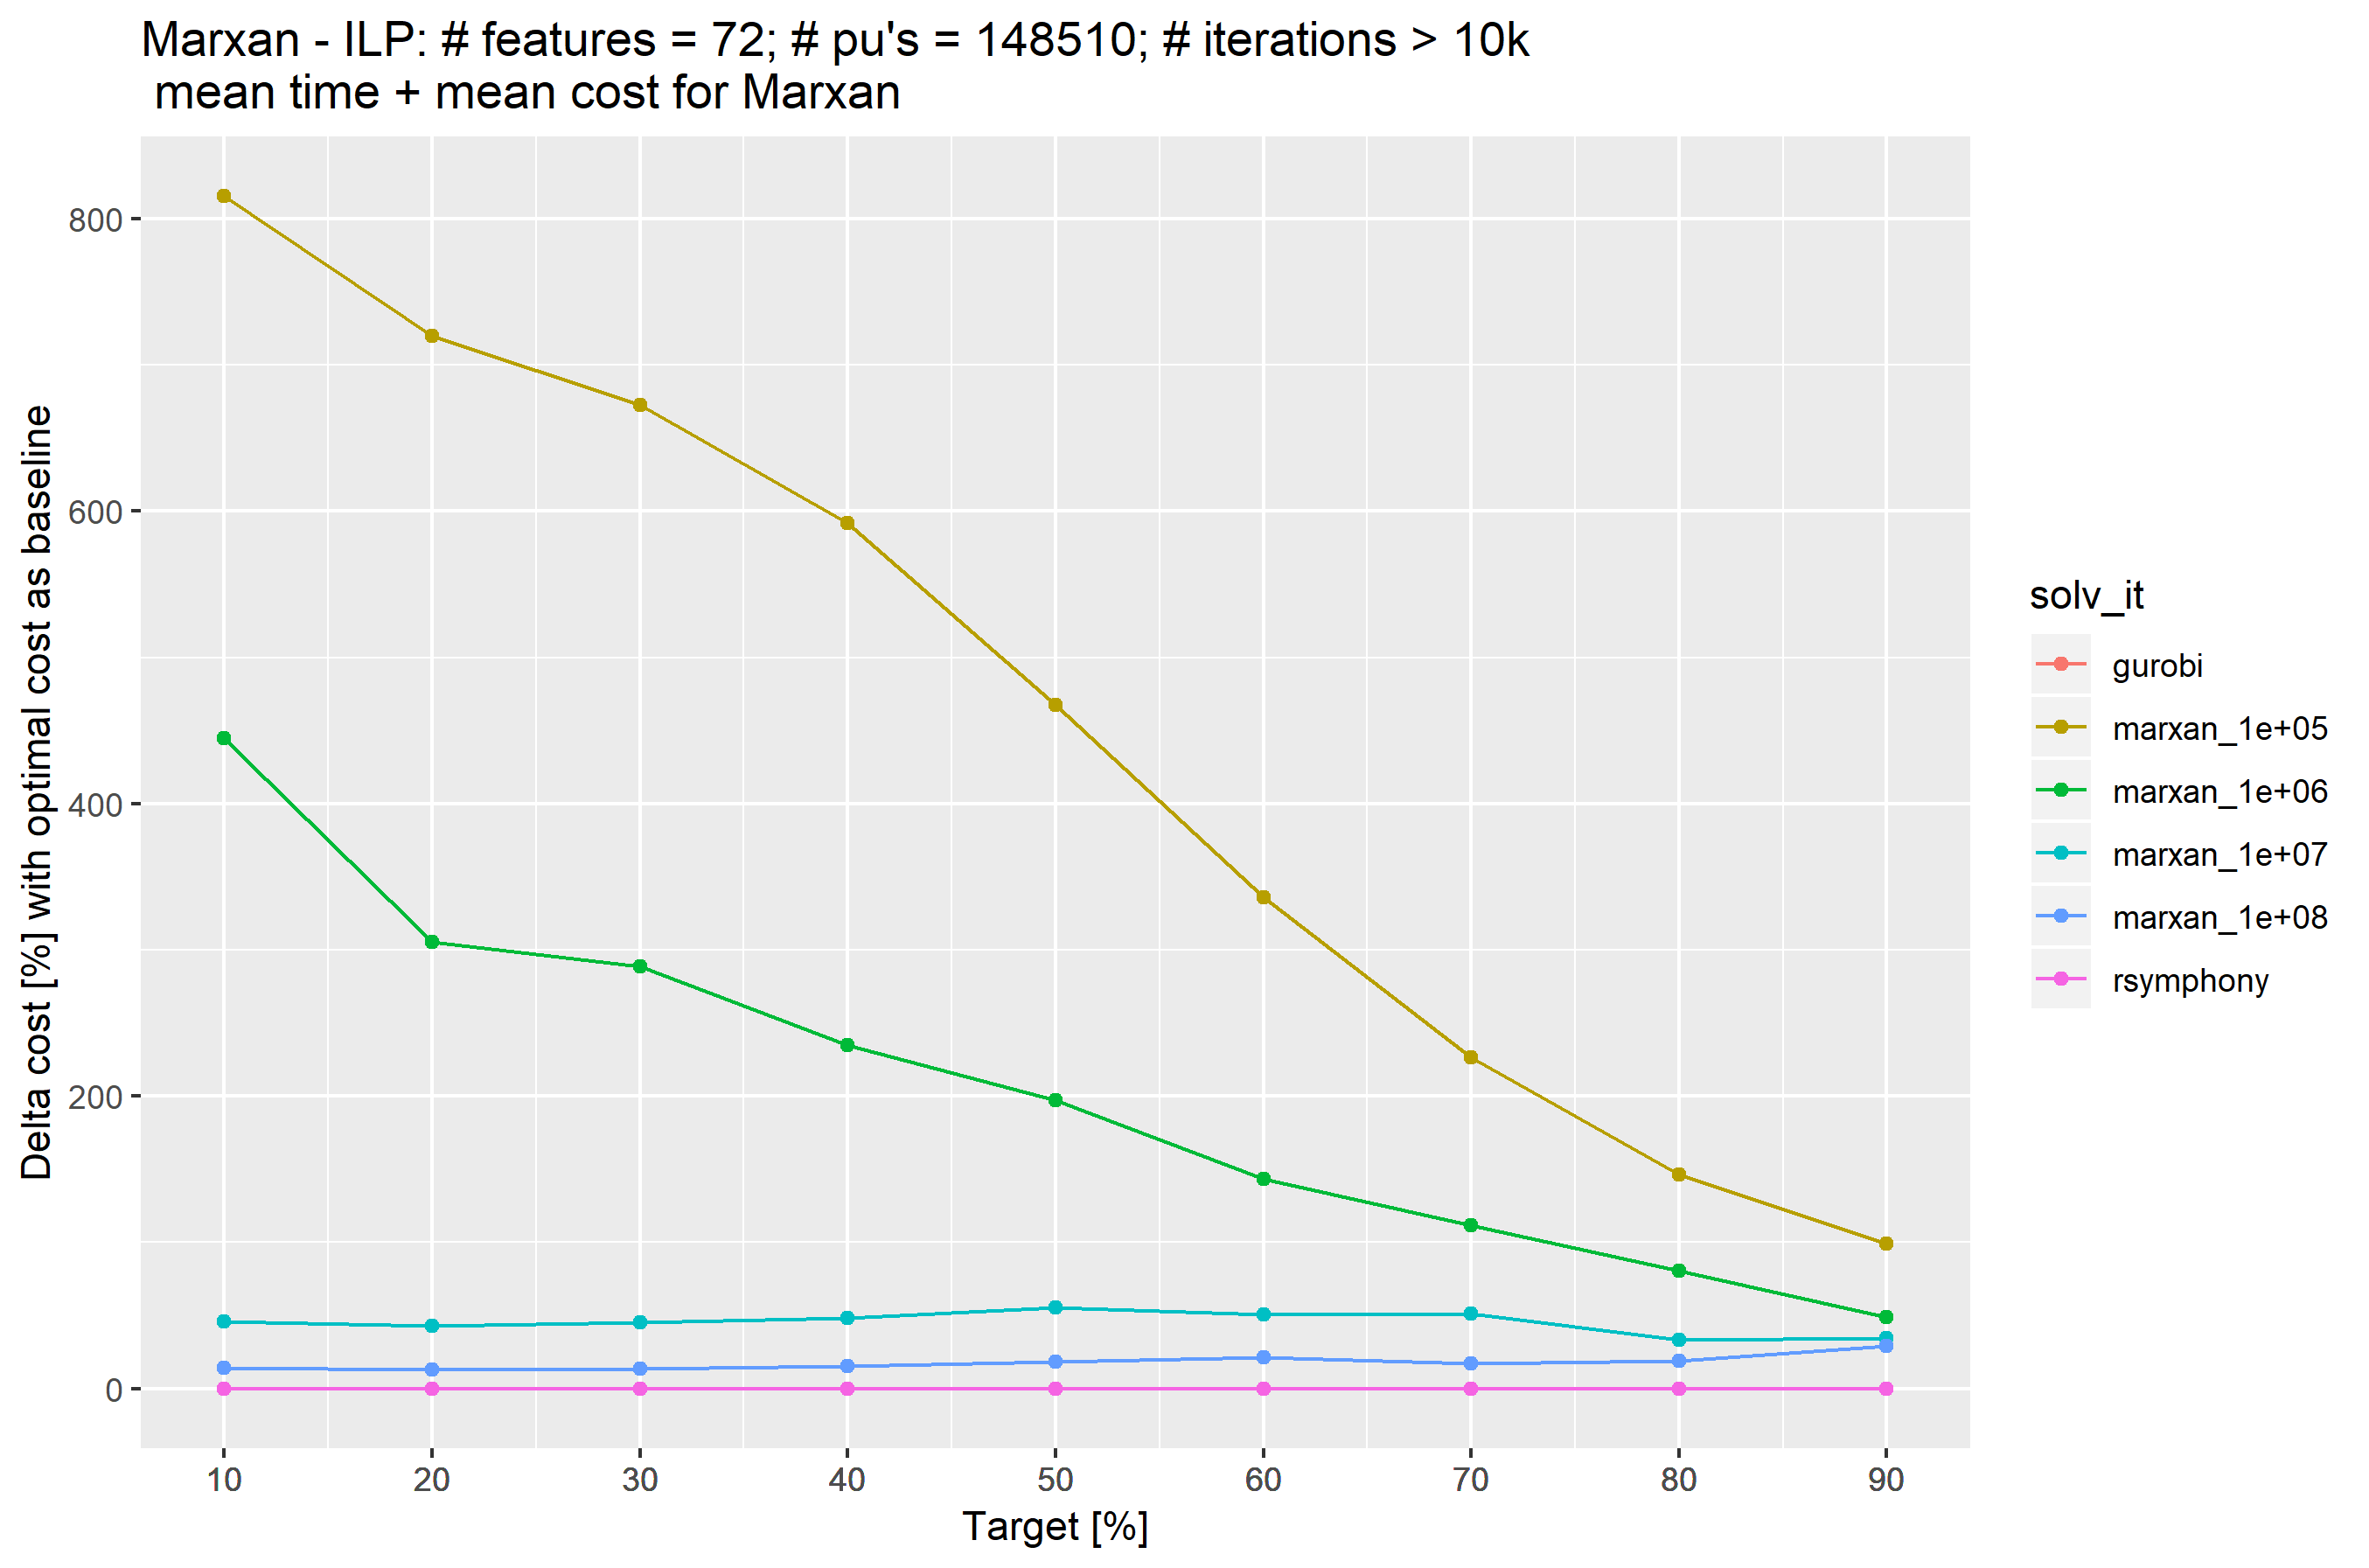 Marxan - ILP: # features = 72; # pu's = 148510; # iterations > 10k
mean time + mean cost for Marxan
Delta cost [%] with optimal cost as baseline
800
600
400
200
0
10 20 30 40 50 60 70 80 90
Target [%]
solv_it
gurobi
marxan_1e+05
marxan_1e+06
marxan_1e+07
marxan_1e+08
rsymphony